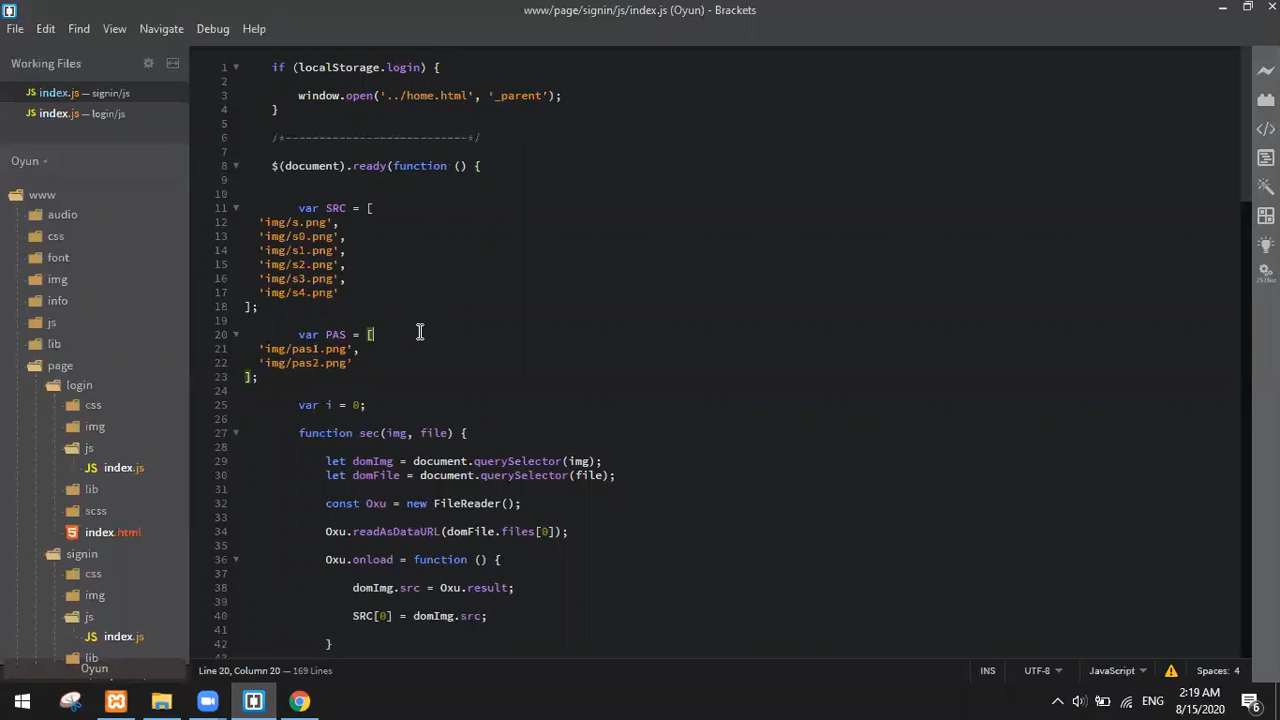 www/page/signin/js/index.js (Oyun) - Brackets
File Edit Find View Navigate Debug Help
Working Files
index.js — signin/js
index.js — login/js
Oyun
www
audio
css
font
img
info
js
lib
page
login
css
img
js
JS index.js
lib
scss
index.html
signin
css
img
js
JS index.js
lib
Oyun
1 if (localStorage.login) {
2
3 window.open('../home.html', '_parent');
4 }
5
6 /*---------------------------*/
7
8 $(document).ready(function () {
9
10
11 var SRC = [
12 'img/s.png',
13 'img/s0.png',
14 'img/s1.png',
15 'img/s2.png',
16 'img/s3.png',
17 'img/s4.png'
18 ];
19
20 var PAS = [
21 'img/pas1.png',
22 'img/pas2.png'
23 ];
24
25 var i = 0;
26
27 function sec(img, file) {
28
29 let domImg = document.querySelector(img);
30 let domFile = document.querySelector(file);
31
32 const Oxu = new FileReader();
33
34 Oxu.readAsDataURL(domFile.files[0]);
35
36 Oxu.onload = function () {
37
38 domImg.src = Oxu.result;
39
40 SRC[0] = domImg.src;
41
42 }
Line 20, Column 20 — 169 Lines
INS UTF-8 JavaScript Spaces: 4
ENG
2:19 AM
8/15/2020
6